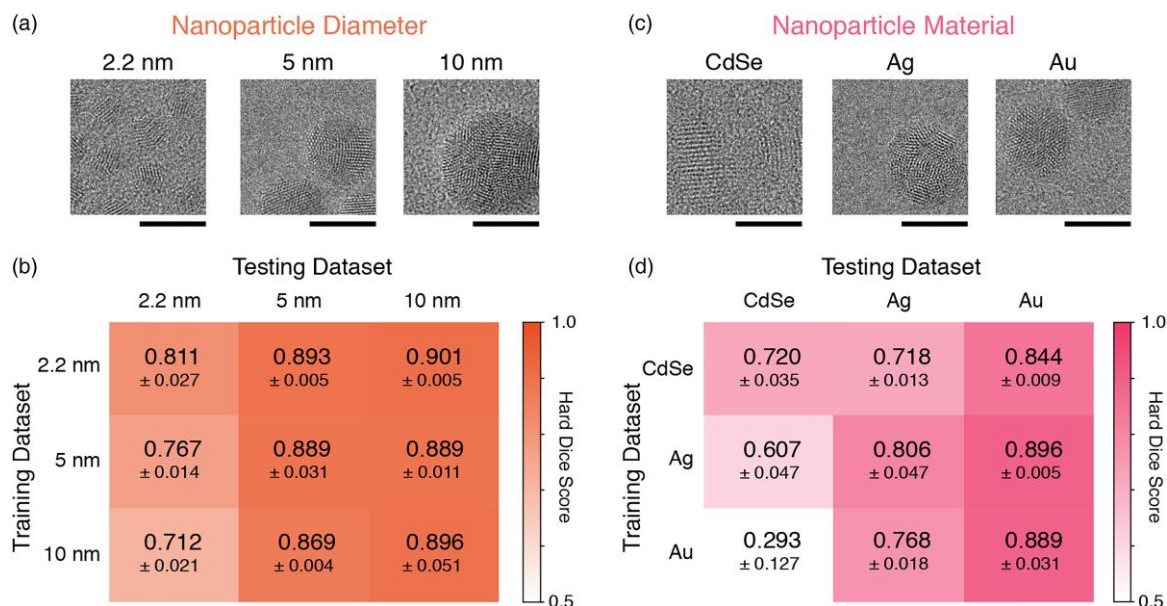 (a)
Nanoparticle Diameter
2.2 nm 5 nm 10 nm
(c)
Nanoparticle Material
CdSe Ag Au
(b)
Testing Dataset
2.2 nm 5 nm 10 nm
Training Dataset
2.2 nm
0.811 0.893 0.901
± 0.027 ± 0.005 ± 0.005
5 nm
0.767 0.889 0.889
± 0.014 ± 0.031 ± 0.011
10 nm
0.712 0.869 0.896
± 0.021 ± 0.004 ± 0.051
1.0
Hard Dice Score
0.5
(d)
Testing Dataset
CdSe Ag Au
Training Dataset
CdSe
0.720 0.718 0.844
± 0.035 ± 0.013 ± 0.009
Ag
0.607 0.806 0.896
± 0.047 ± 0.047 ± 0.005
Au
0.293 0.768 0.889
± 0.127 ± 0.018 ± 0.031
1.0
Hard Dice Score
0.5